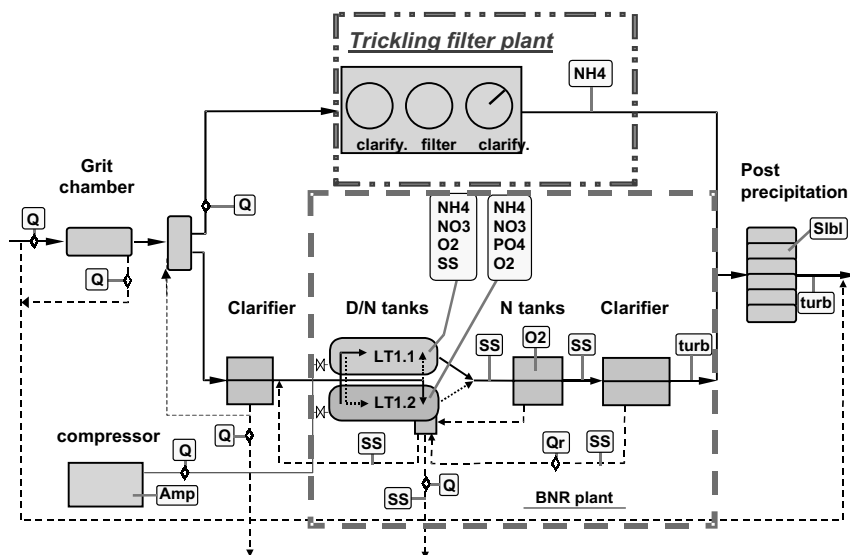 Trickling filter plant
NH4
clarify. filter clarify.
Grit
chamber
Q
Q
Q
Post
precipitation
Slbl
turb
NH4
NO3
O2
SS
NH4
NO3
PO4
O2
Clarifier
D/N tanks
N tanks
Clarifier
LT1.1
LT1.2
SS
O2
SS
turb
Q
compressor
Q
Amp
SS
SS
Q
Qr
SS
BNR plant